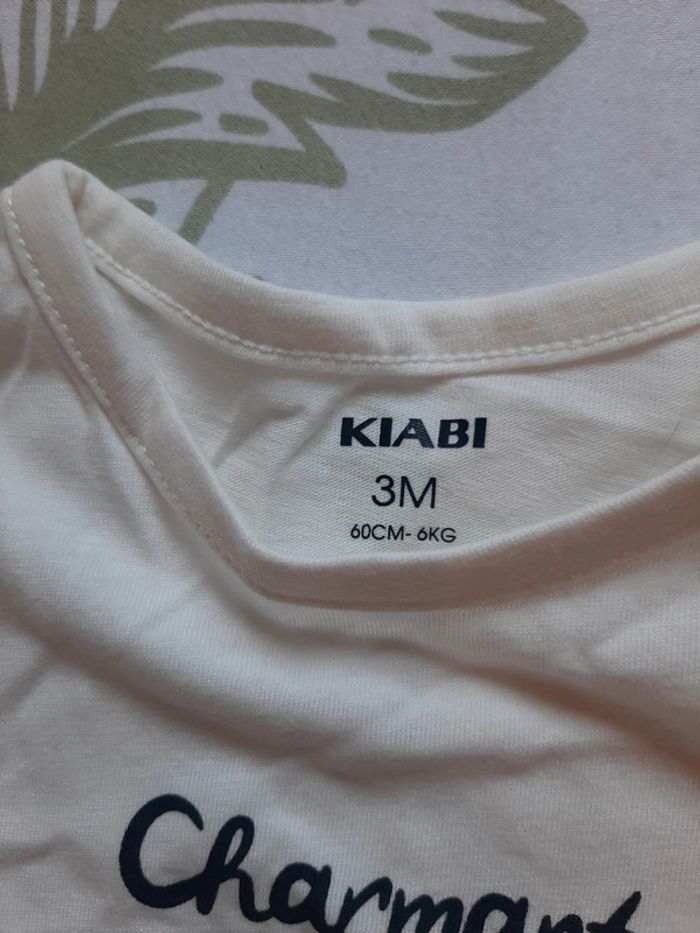 KIABI
3M
60CM- 6KG
Charmant